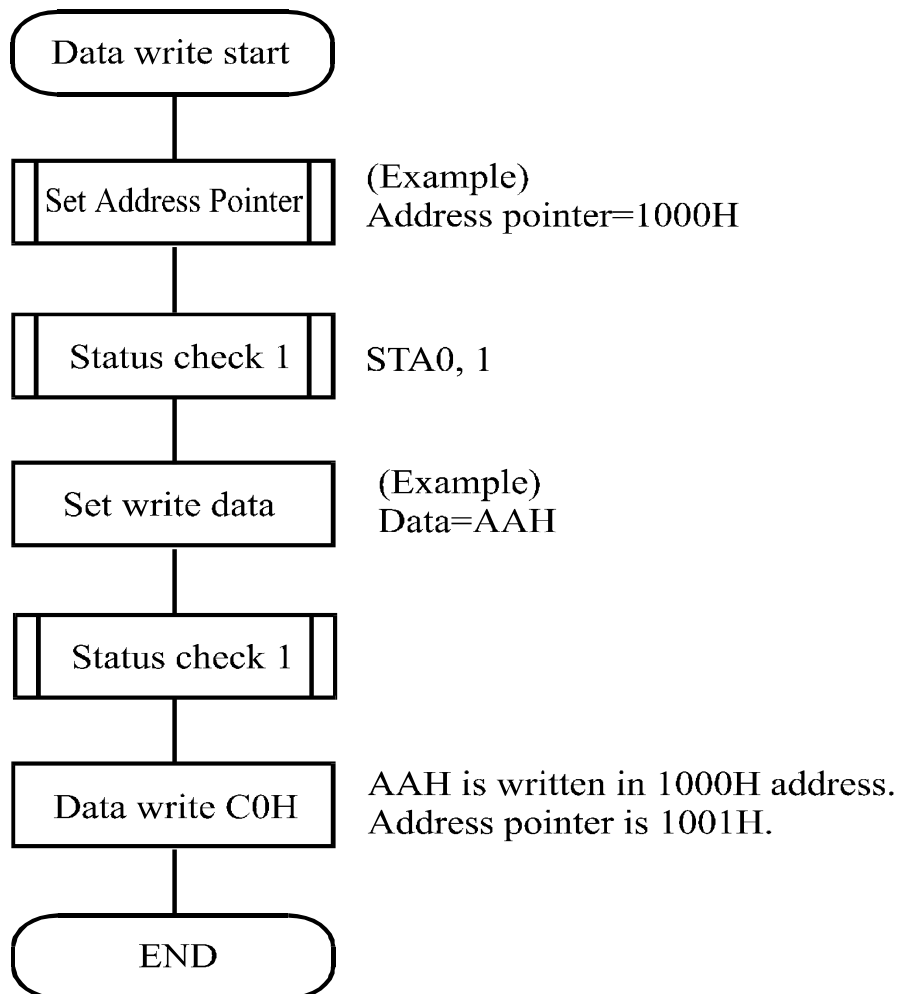 Data write start
Set Address Pointer
(Example)
Address pointer=1000H
Status check 1
STA0, 1
Set write data
(Example)
Data=AAH
Status check 1
Data write C0H
AAH is written in 1000H address.
Address pointer is 1001H.
END